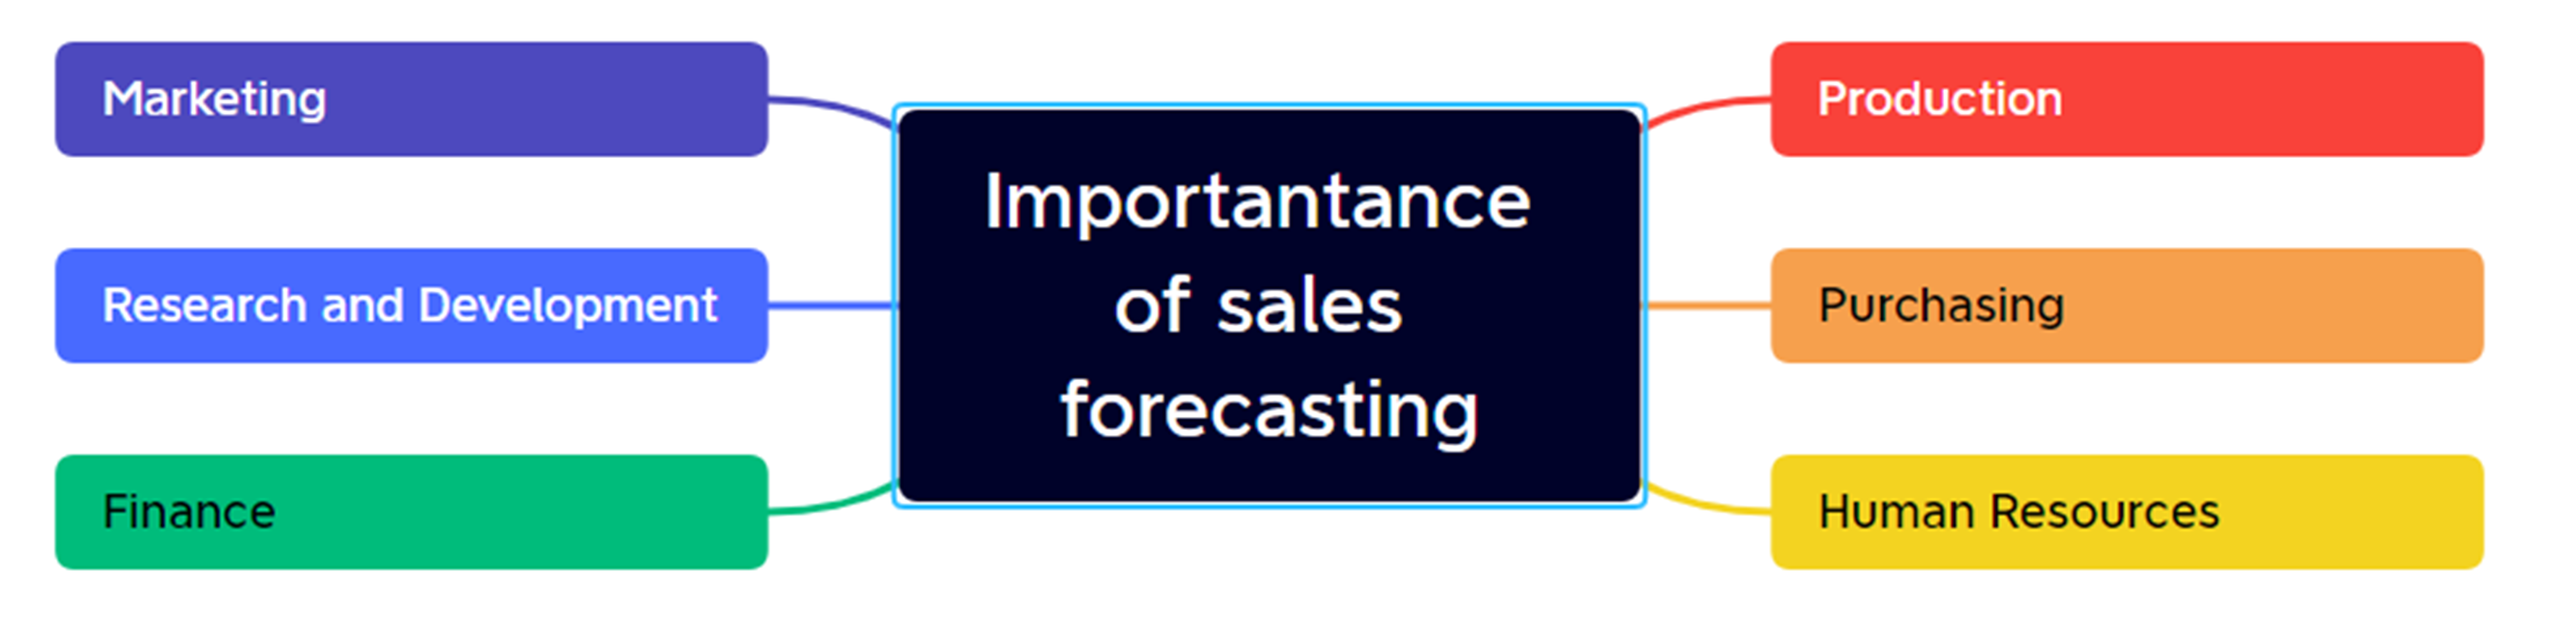 Marketing
Research and Development
Finance
Importantance
of sales
forecasting
Production
Purchasing
Human Resources